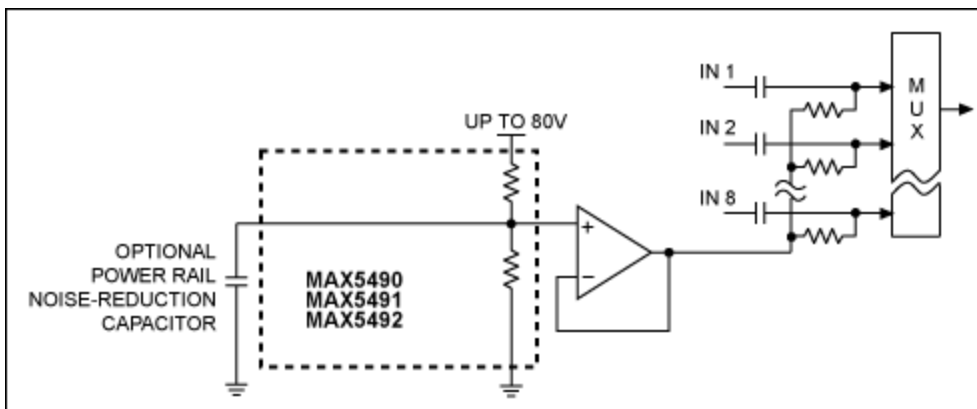 IN 1
M
U
X
UP TO 80V
IN 2
IN 8
+
−
OPTIONAL
POWER RAIL
NOISE-REDUCTION
CAPACITOR
MAX5490
MAX5491
MAX5492